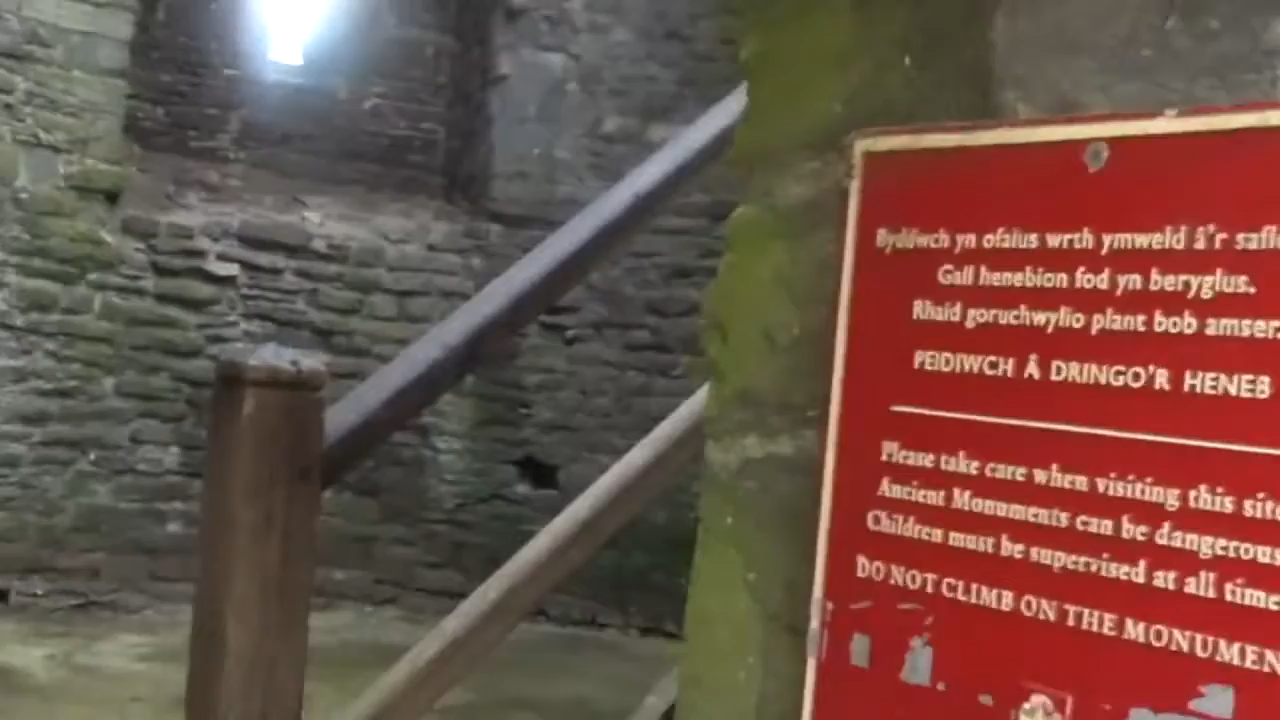 Byddwch yn ofalus wrth ymweld â'r safle
Gall henebion fod yn beryglus.
Rhaid goruchwylio plant bob amser.
PEIDIWCH Â DRINGO'R HENEB
Please take care when visiting this site
Ancient Monuments can be dangerous
Children must be supervised at all time
DO NOT CLIMB ON THE MONUMEN